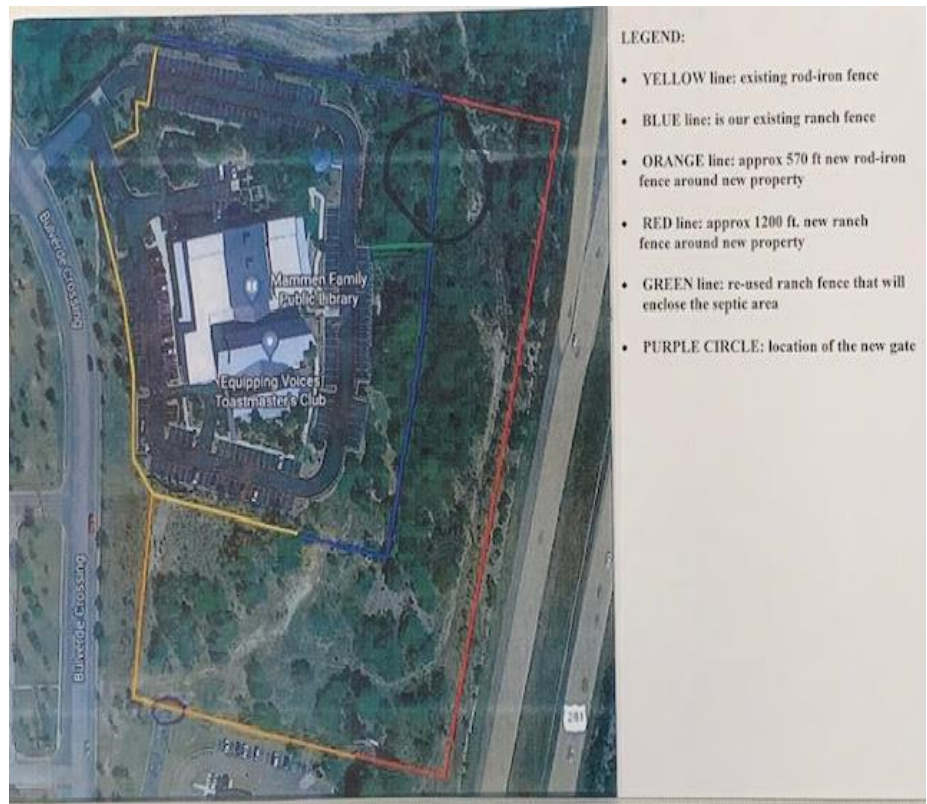 LEGEND:
• YELLOW line: existing rod-iron fence
• BLUE line: is our existing ranch fence
• ORANGE line: approx 570 ft new rod-iron
fence around new property
• RED line: approx 1200 ft. new ranch
fence around new property
• GREEN line: re-used ranch fence that will
enclose the septic area
• PURPLE CIRCLE: location of the new gate
Bulverde Crossing
Mammen Family
Public Library
Equipping Voices
Toastmaster's Club
Bulverde Crossing
281